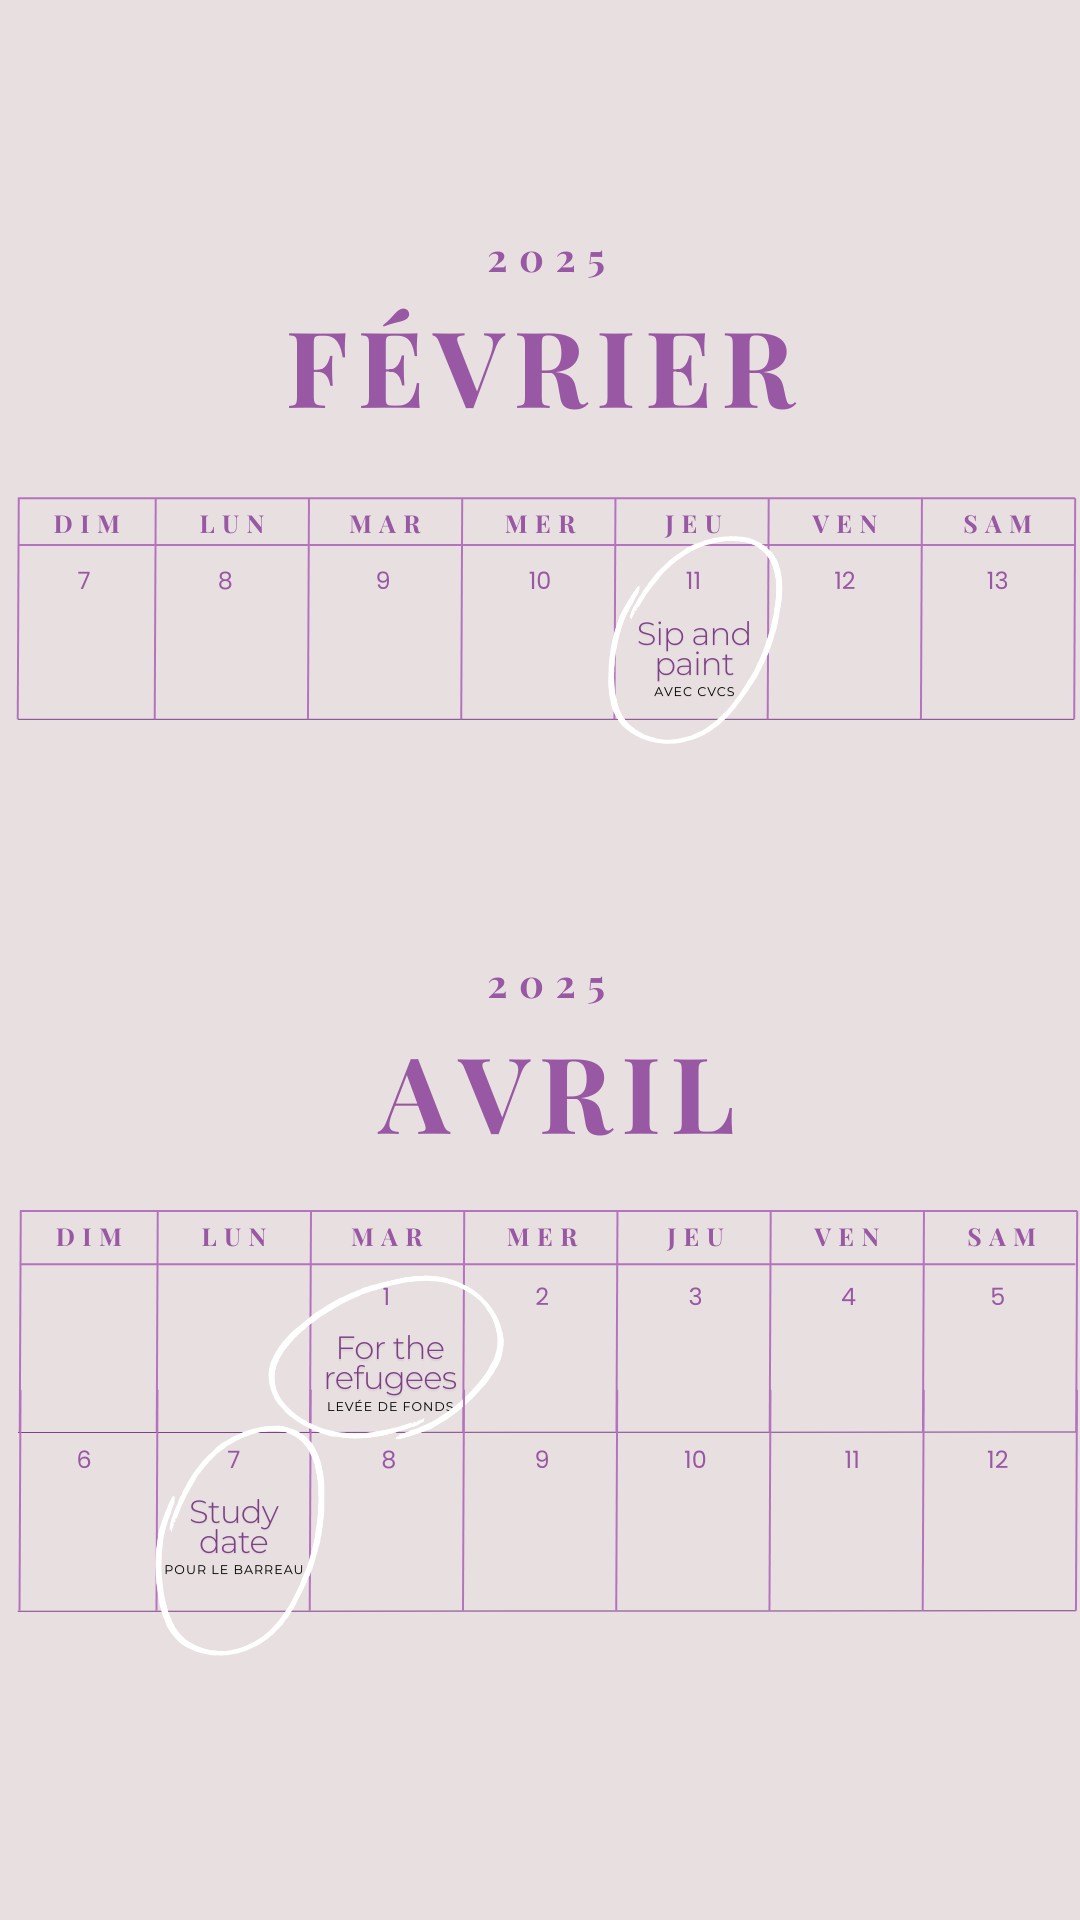 2025
FÉVRIER
DIM LUN MAR MER JEU VEN SAM
7 8 9 10 11 12 13
Sip and
paint
AVEC CVCS
2025
AVRIL
DIM LUN MAR MER JEU VEN SAM
1 2 3 4 5
For the
refugees
LEVÉE DE FONDS
6 7 8 9 10 11 12
Study
date
POUR LE BARREAU